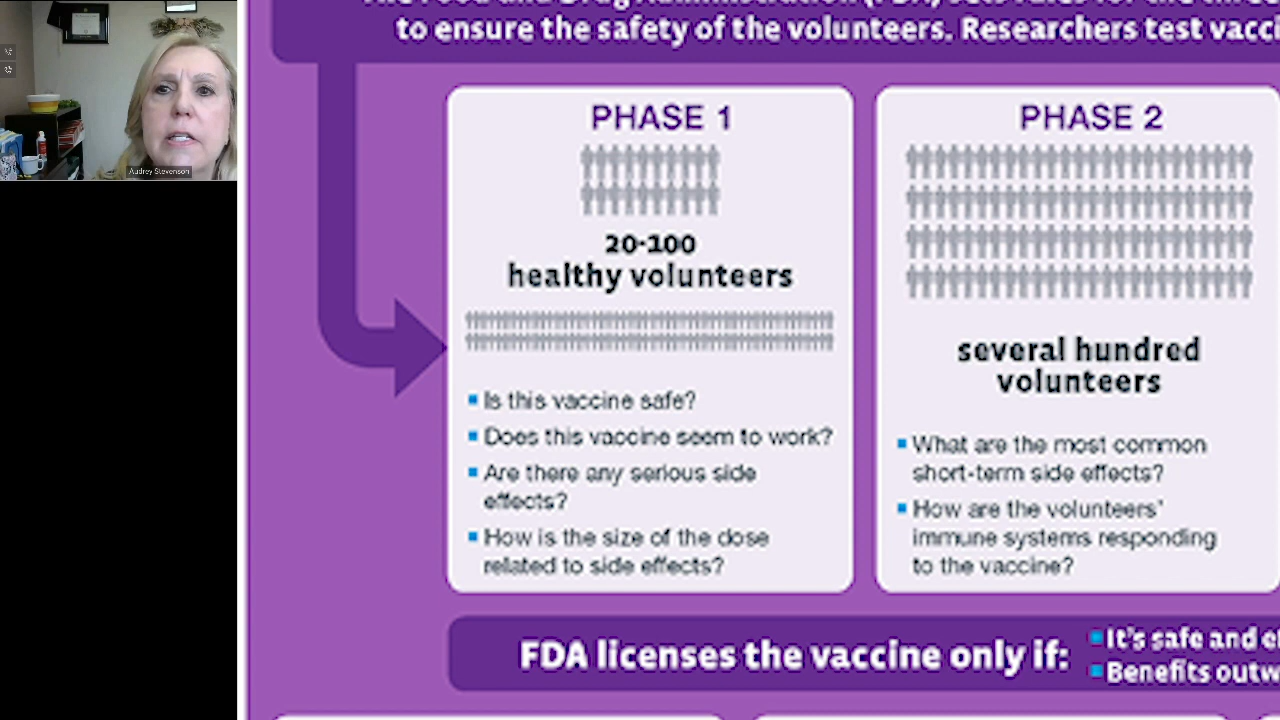 Audrey Stevenson
to ensure the safety of the volunteers. Researchers test
PHASE 1
20-100
healthy volunteers
Is this vaccine safe?
Does this vaccine seem to work?
Are there any serious side
effects?
How is the size of the dose
related to side effects?
PHASE 2
several hundred
volunteers
What are the most common
short-term side effects?
How are the volunteers'
immune systems responding
to the vaccine?
FDA licenses the vaccine only if:
It's safe and
Benefits